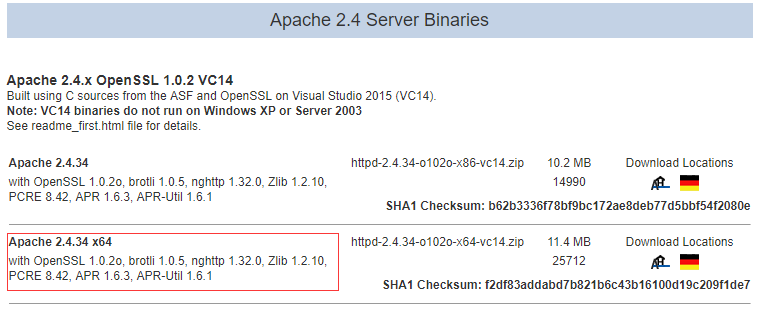 Apache 2.4 Server Binaries
Apache 2.4.x OpenSSL 1.0.2 VC14
Built using C sources from the ASF and OpenSSL on Visual Studio 2015 (VC14).
Note: VC14 binaries do not run on Windows XP or Server 2003
See readme_first.html file for details.
Apache 2.4.34 httpd-2.4.34-o102o-x86-vc14.zip 10.2 MB Download Locations
with OpenSSL 1.0.2o, brotli 1.0.5, nghttp 1.32.0, Zlib 1.2.10, 14990
PCRE 8.42, APR 1.6.3, APR-Util 1.6.1
SHA1 Checksum: b62b3336f78bf9bc172ae8deb77d5bbf54f2080e
Apache 2.4.34 x64 httpd-2.4.34-o102o-x64-vc14.zip 11.4 MB Download Locations
with OpenSSL 1.0.2o, brotli 1.0.5, nghttp 1.32.0, Zlib 1.2.10, 25712
PCRE 8.42, APR 1.6.3, APR-Util 1.6.1
SHA1 Checksum: f2df83addabd7b821b6c43b16100d19c209f1de7